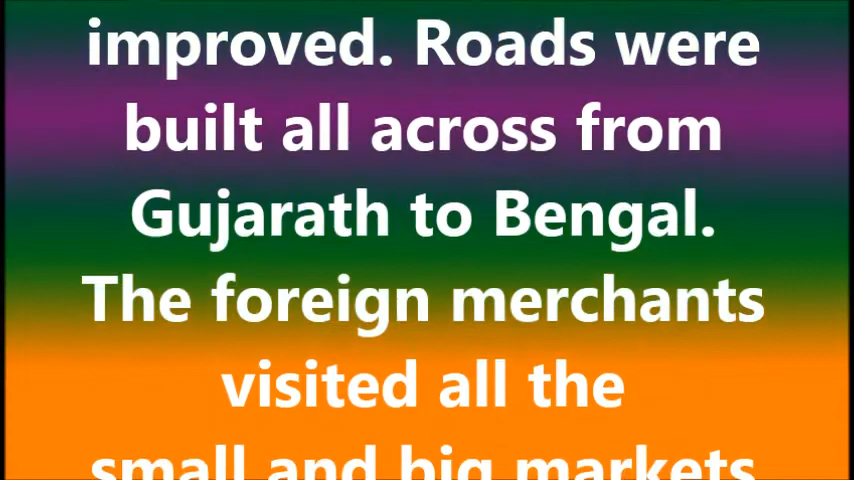 improved. Roads were
built all across from
Gujarath to Bengal.
The foreign merchants
visited all the
small and big markets